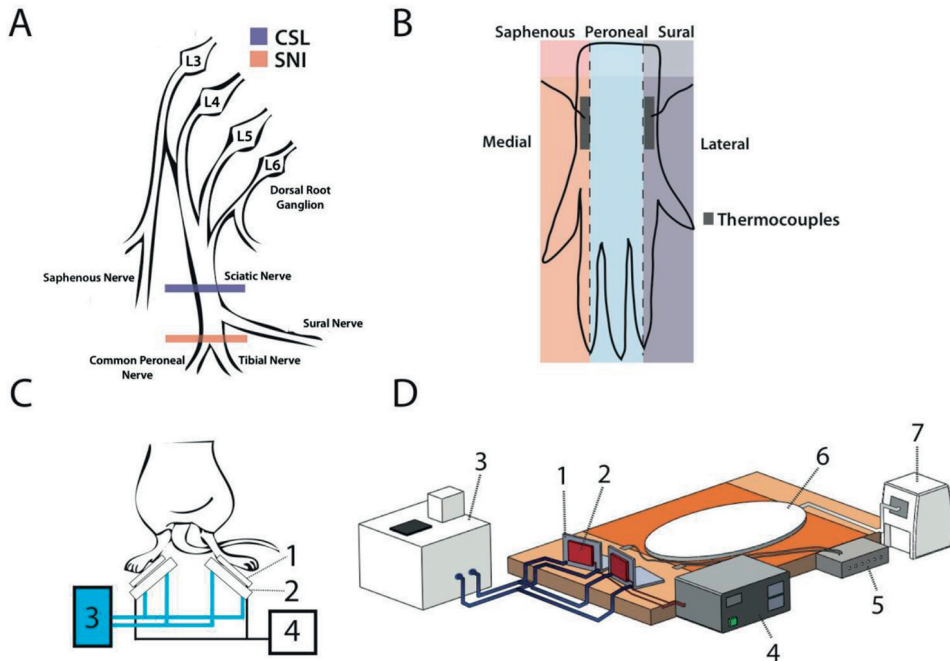 A
CSL
SNI
L3
L4
L5
L6
Dorsal Root
Ganglion
Saphenous Nerve
Sciatic Nerve
Sural Nerve
Common Peroneal
Nerve
Tibial Nerve
B
Saphenous Peroneal Sural
Medial
Lateral
Thermocouples
C
1
2
3
4
D
1
2
3
4
5
6
7